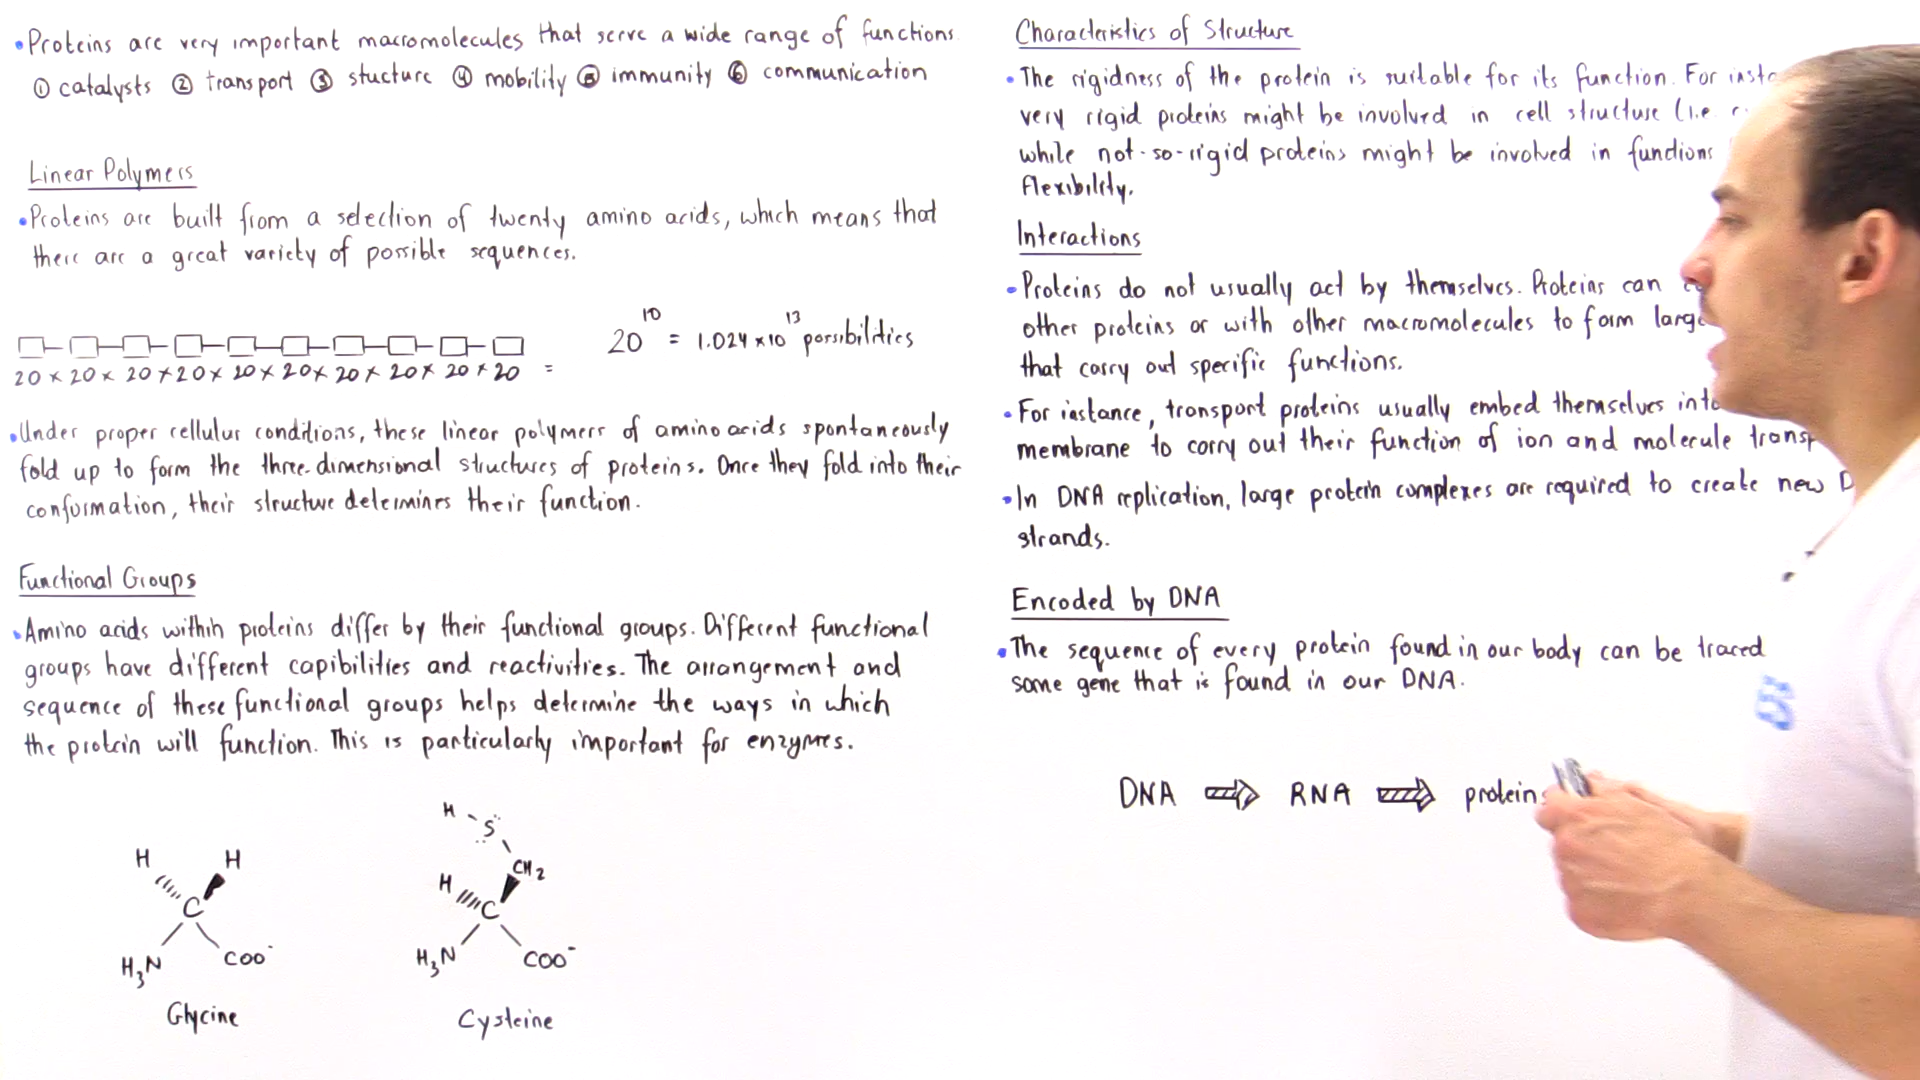 •Proteins are very important macromolecules that serve a wide range of functions.
① catalysts ② transport ③ stucture ④ mobility ⑤ immunity ⑥ communication
Linear Polymers
•Proteins are built from a selection of twenty amino acids, which means that
there are a great variety of possible sequences.
20 × 20 × 20 × 20 × 20 × 20 × 20 × 20 × 20 × 20 = 20^10 = 1.024 × 10^13 possibilities
•Under proper cellular conditions, these linear polymers of amino acids spontaneously
fold up to form the three-dimensional structures of proteins. Once they fold into their
conformation, their structure determines their function.
Functional Groups
•Amino acids within proteins differ by their functional groups. Different functional
groups have different capibilities and reactivities. The arrangement and
sequence of these functional groups helps determine the ways in which
the protein will function. This is particularly important for enzymes.
H H
C
H3N COO-
Glycine
H S
CH2
H
C
H3N COO-
Cysteine
Characteristics of Structure
•The rigidness of the protein is suitable for its function. For
very rigid proteins might be involved in cell structure (i.e.
while not-so-rigid proteins might be involved in functions
flexibility.
Interactions
•Proteins do not usually act by themselves. Proteins can
other proteins or with other macromolecules to form
that carry out specific functions.
•For instance, transport proteins usually embed themselves into
membrane to carry out their function of ion and molecule
•In DNA replication, large protein complexes are required to create new
strands.
Encoded by DNA
•The sequence of every protein found in our body can be traced
some gene that is found in our DNA.
DNA ⇒ RNA ⇒ proteins